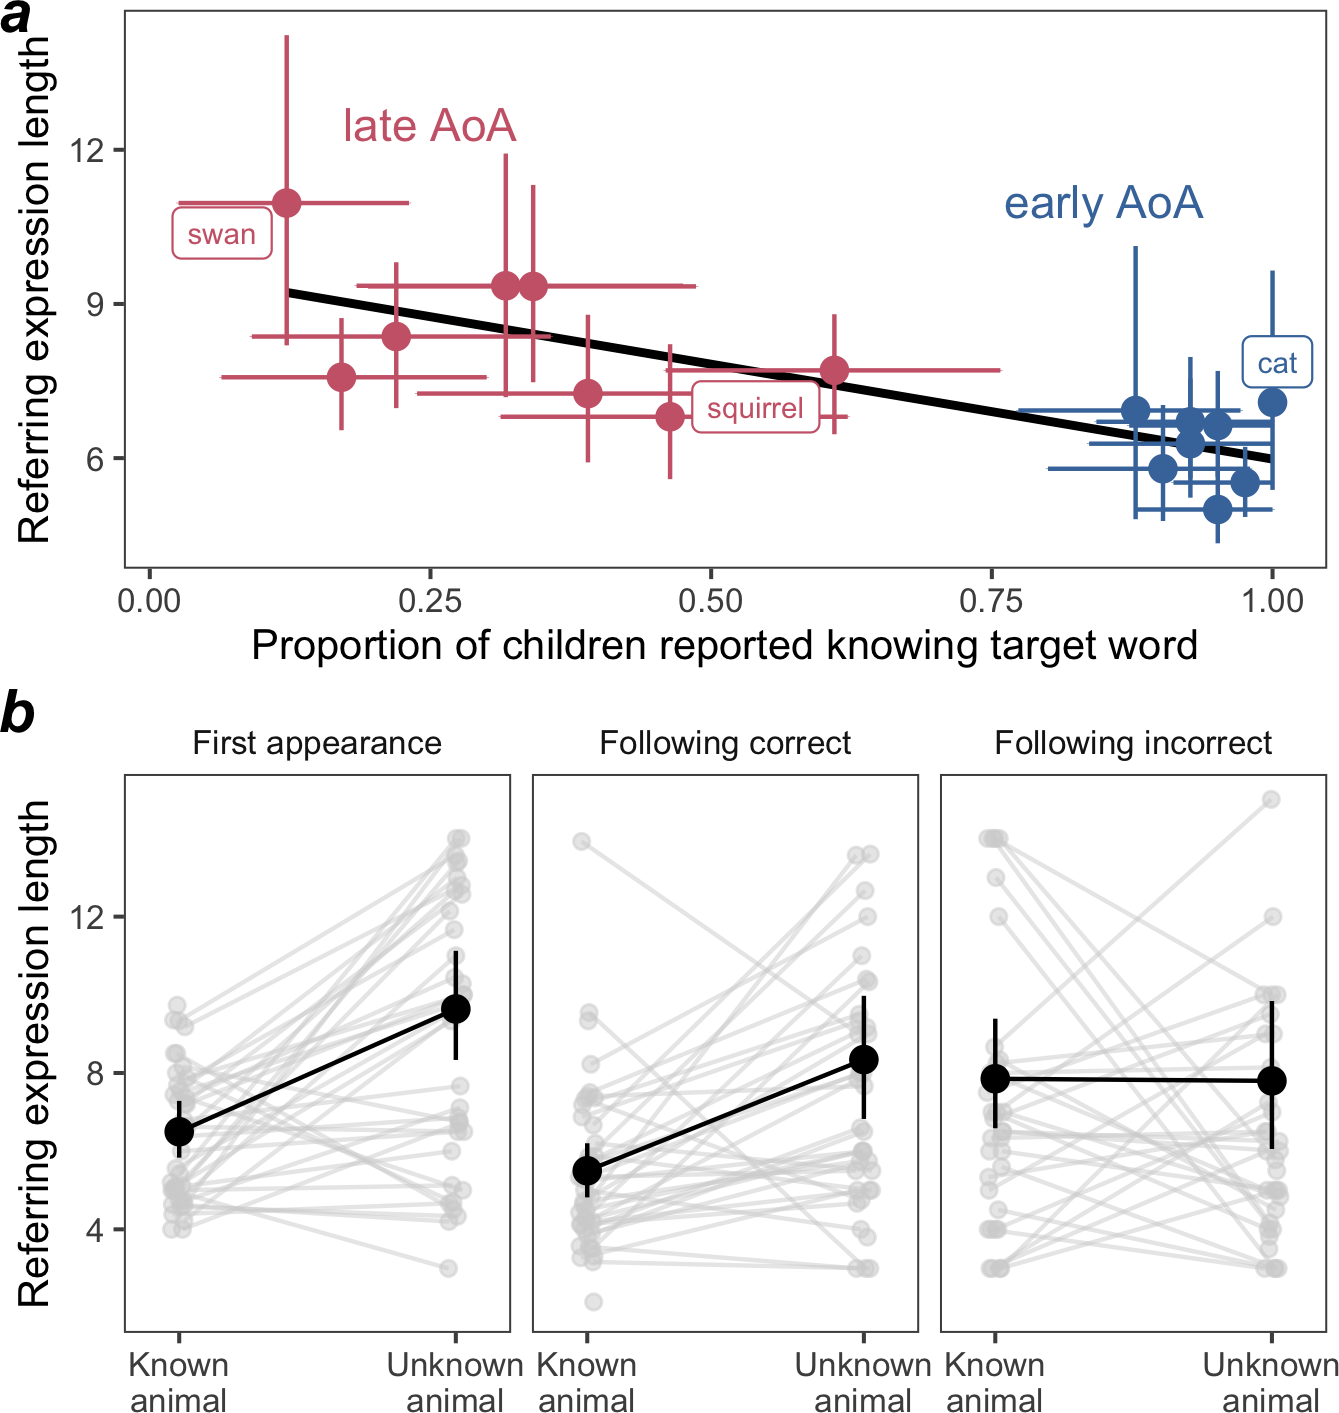 a
Referring expression length
12
9
6
late AoA
early AoA
swan
squirrel
cat
0.00 0.25 0.50 0.75 1.00
Proportion of children reported knowing target word
b
First appearance Following correct Following incorrect
Referring expression length
12
8
4
Known Unknown Known Unknown Known Unknown
animal animal animal animal animal animal